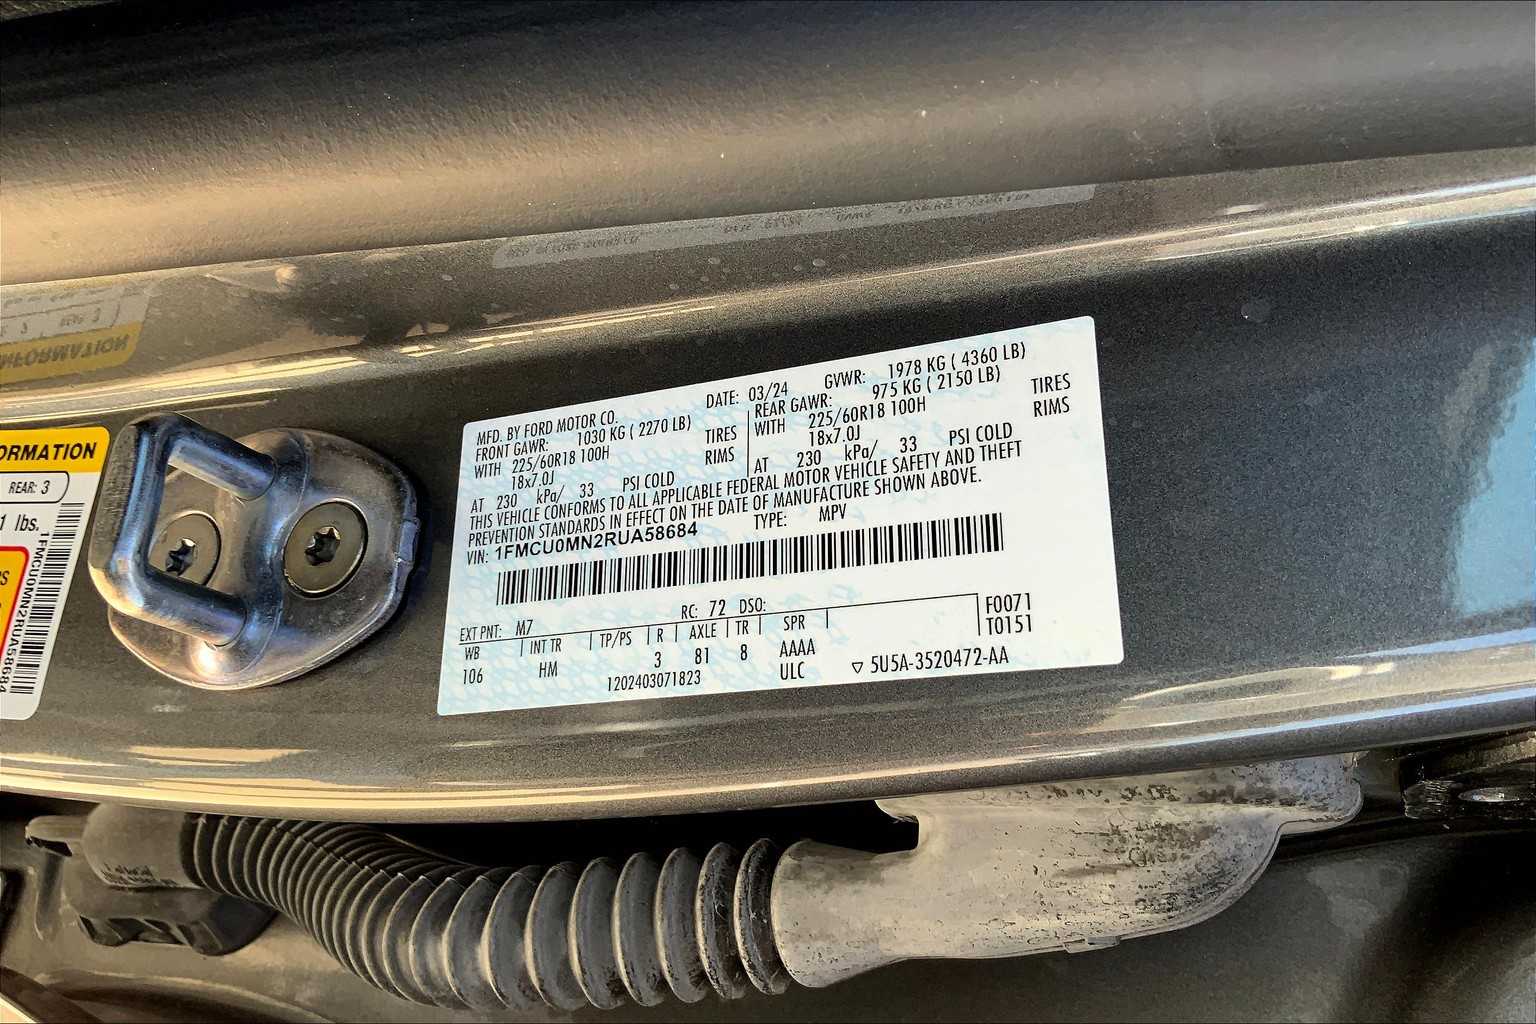 MFD. BY FORD MOTOR CO.
DATE: 03/24
GVWR: 1978 KG ( 4360 LB)
FRONT GAWR: 1030 KG ( 2270 LB)
WITH 225/60R18 100H TIRES
18x7.0J RIMS
AT 230 kPa/ 33 PSI COLD
REAR GAWR: 975 KG ( 2150 LB)
WITH 225/60R18 100H TIRES
18x7.0J RIMS
AT 230 kPa/ 33 PSI COLD
THIS VEHICLE CONFORMS TO ALL APPLICABLE FEDERAL MOTOR VEHICLE SAFETY AND THEFT
PREVENTION STANDARDS IN EFFECT ON THE DATE OF MANUFACTURE SHOWN ABOVE.
VIN: 1FMCU0MN2RUA58684
TYPE: MPV
EXT PNT: M7 RC: 72 DSO:
WB INT TR TP/PS R AXLE TR SPR
106 HM 3 81 8 AAAA
1202403071823 ULC
F0071
T0151
▽ 5U5A-3520472-AA
ORMATION
REAR: 3
1 lbs.
1FMCU0MN2RUA58684